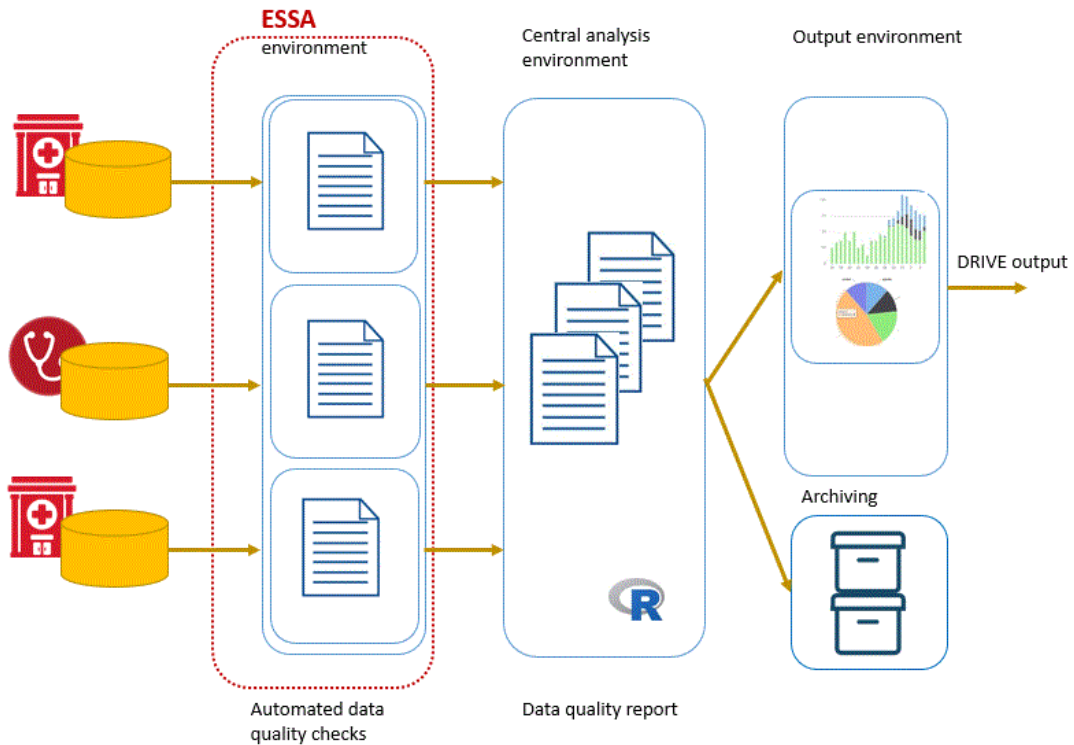 ESSA
environment
Central analysis
environment
Output environment
DRIVE output
Archiving
R
Automated data
quality checks
Data quality report